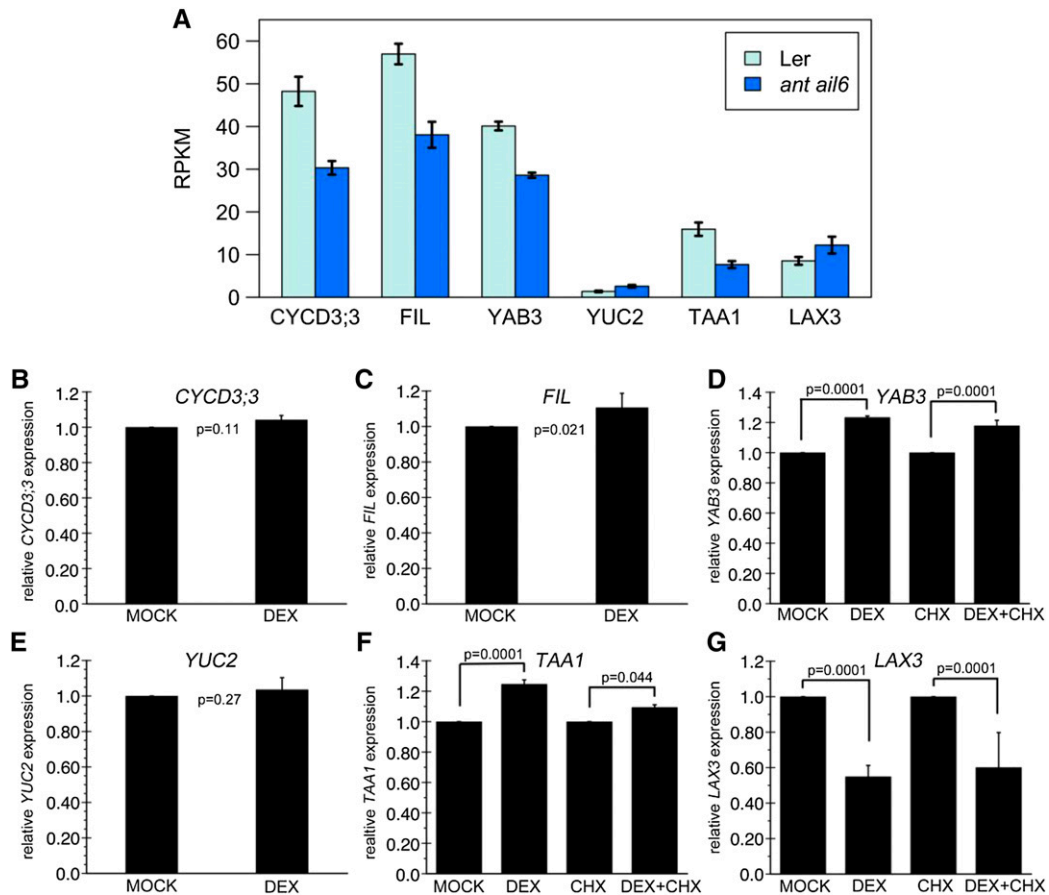 A
RPKM
60
50
40
30
20
10
0
Ler
ant ail6
CYCD3;3 FIL YAB3 YUC2 TAA1 LAX3
B
CYCD3;3
relative CYCD3;3 expression
1.2
1.0
0.80
0.60
0.40
0.20
0.0
p=0.11
MOCK DEX
C
FIL
relative FIL expression
1.2
1.0
0.80
0.60
0.40
0.20
0.0
p=0.021
MOCK DEX
D
YAB3
relative YAB3 expression
1.4
1.2
1.0
0.80
0.60
0.40
0.20
0.0
p=0.0001 p=0.0001
MOCK DEX CHX DEX+CHX
E
YUC2
relative YUC2 expression
1.2
1.0
0.80
0.60
0.40
0.20
0.0
p=0.27
MOCK DEX
F
TAA1
realtive TAA1 expression
1.4
1.2
1.0
0.80
0.60
0.40
0.20
0.0
p=0.0001
p=0.044
MOCK DEX CHX DEX+CHX
G
LAX3
relative LAX3 expression
1.2
1.0
0.80
0.60
0.40
0.20
0.0
p=0.0001 p=0.0001
MOCK DEX CHX DEX+CHX